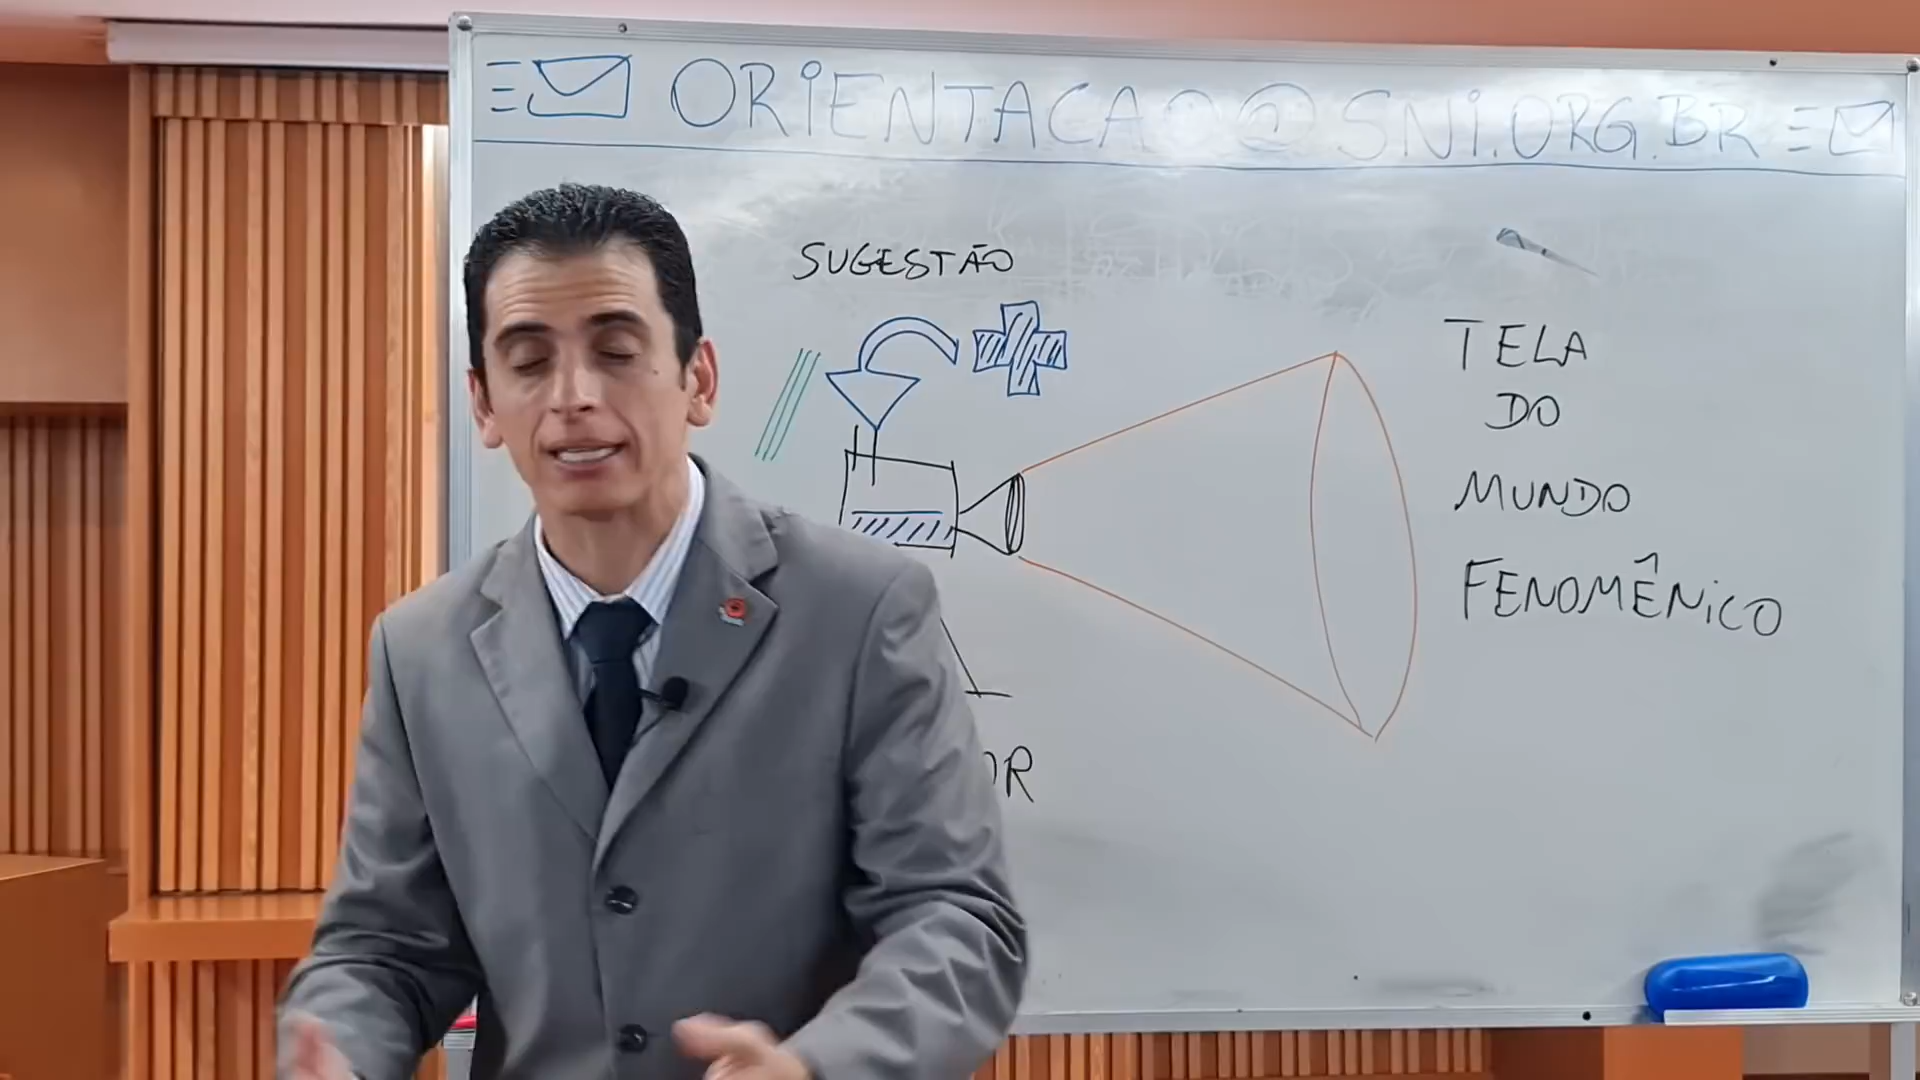 ORIENTACAO@SNI.ORG.BR
SUGESTÃO
TELA
DO
MUNDO
FENOMÊNICO